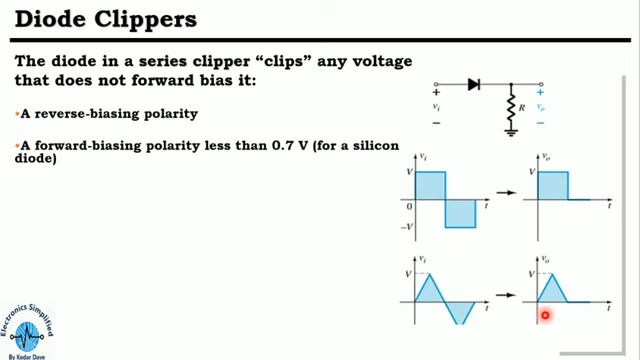 Diode Clippers
The diode in a series clipper “clips” any voltage
that does not forward bias it:
•A reverse-biasing polarity
•A forward-biasing polarity less than 0.7 V (for a silicon
diode)
+ +
vi R vo
− −
vi vo
V V
0 t t
−V
vi vo
V V
t t
Electronics Simplified
By Kedar Dave